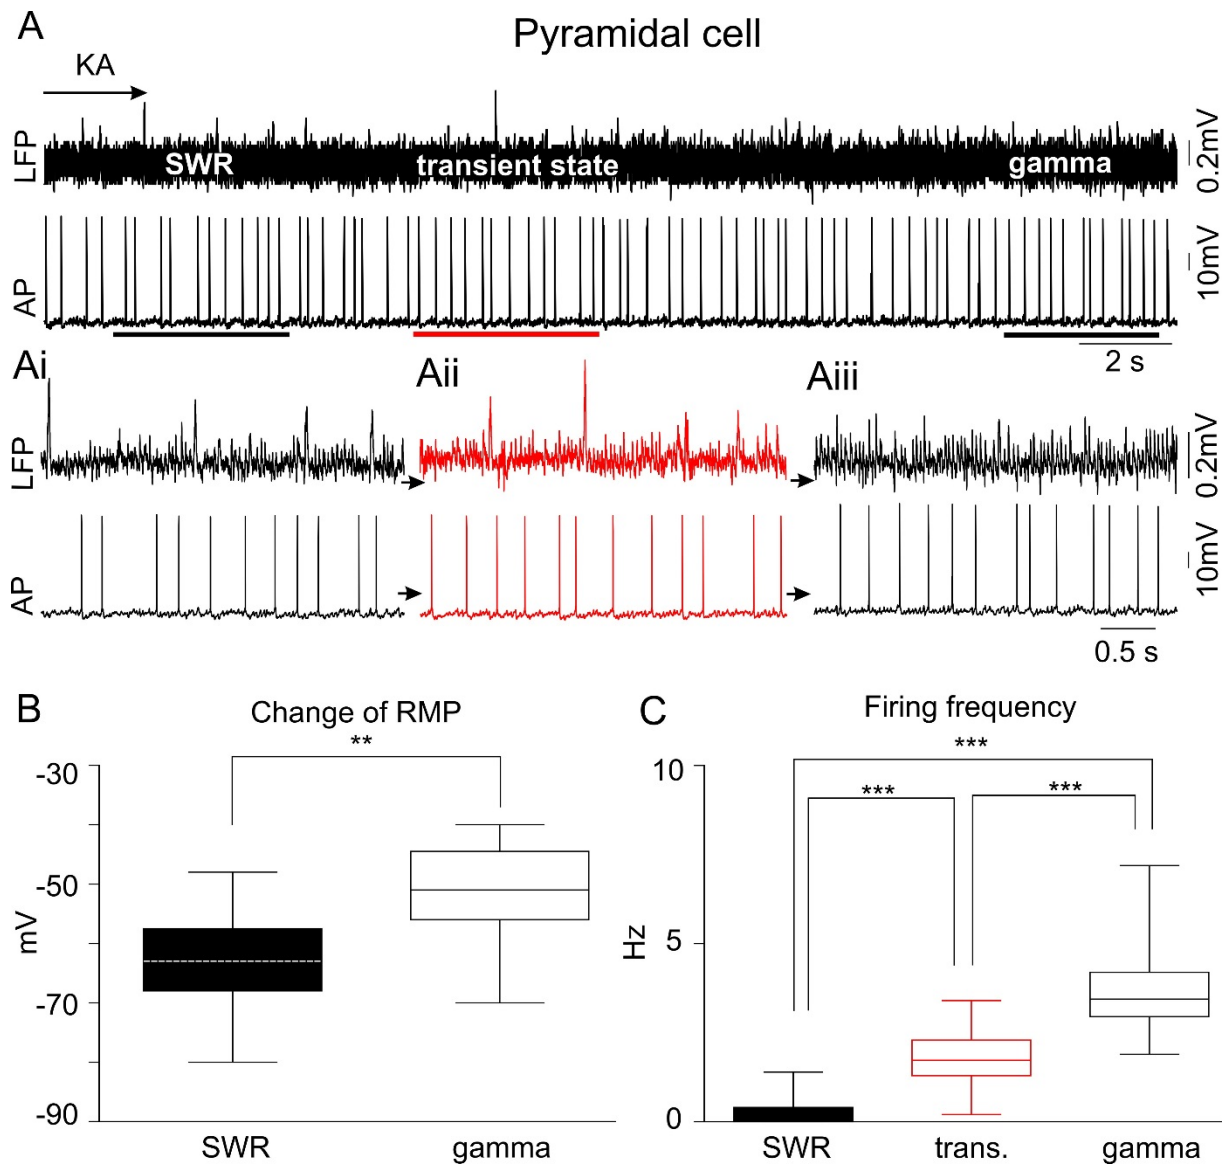 A
Pyramidal cell
KA
LFP
SWR
transient state
gamma
0.2mV
AP
10mV
2 s
Ai
Aii
Aiii
LFP
0.2mV
AP
10mV
0.5 s
B
Change of RMP
**
-30
-50
-70
-90
mV
SWR
gamma
C
Firing frequency
***
***
***
10
5
0
Hz
SWR
trans.
gamma